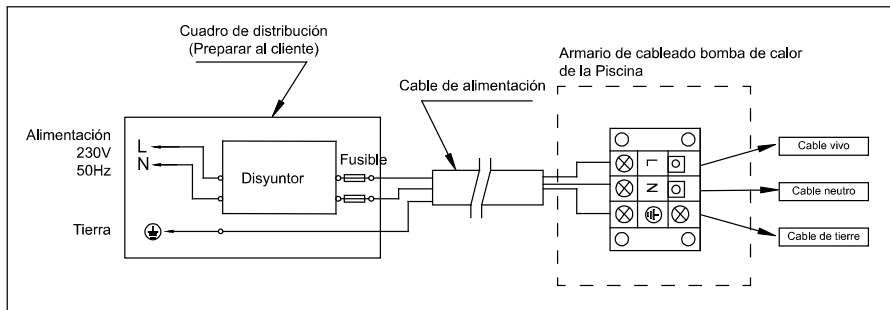 Cuadro de distribución
(Preparar al cliente)
Armario de cableado bomba de calor
de la Piscina
Cable de alimentación
Alimentación
230V
50Hz
L
N
Disyuntor
Fusible
Tierra
L
N
Cable vivo
Cable neutro
Cable de tierre